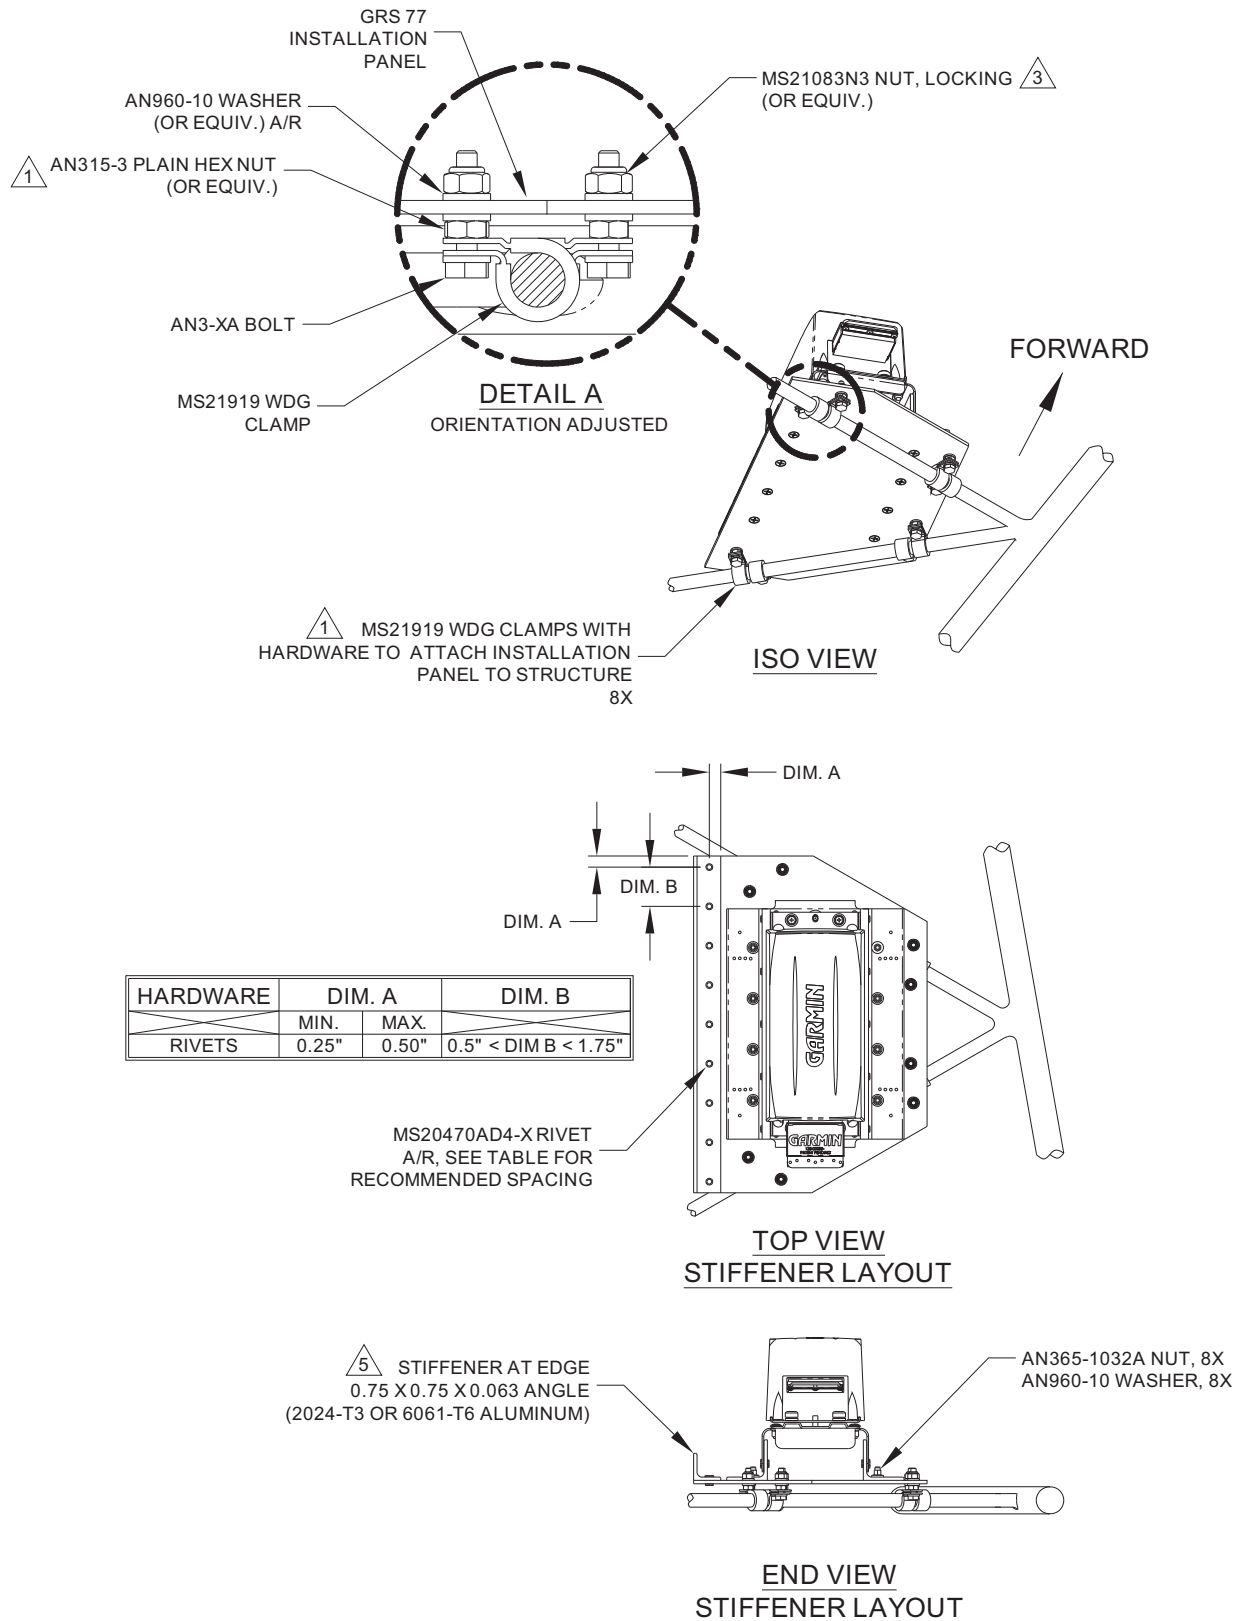 GRS 77
INSTALLATION
PANEL
AN960-10 WASHER
(OR EQUIV.) A/R
MS21083N3 NUT, LOCKING 3
(OR EQUIV.)
1 AN315-3 PLAIN HEX NUT
(OR EQUIV.)
AN3-XA BOLT
MS21919 WDG
CLAMP
DETAIL A
ORIENTATION ADJUSTED
FORWARD
1 MS21919 WDG CLAMPS WITH
HARDWARE TO ATTACH INSTALLATION
PANEL TO STRUCTURE
8X
ISO VIEW
DIM. A
DIM. B
DIM. A
HARDWARE DIM. A DIM. B
MIN. MAX.
RIVETS 0.25" 0.50" 0.5" < DIM B < 1.75"
GARMIN
GARMIN
MS20470AD4-X RIVET
A/R, SEE TABLE FOR
RECOMMENDED SPACING
TOP VIEW
STIFFENER LAYOUT
5 STIFFENER AT EDGE
0.75 X 0.75 X 0.063 ANGLE
(2024-T3 OR 6061-T6 ALUMINUM)
AN365-1032A NUT, 8X
AN960-10 WASHER, 8X
END VIEW
STIFFENER LAYOUT